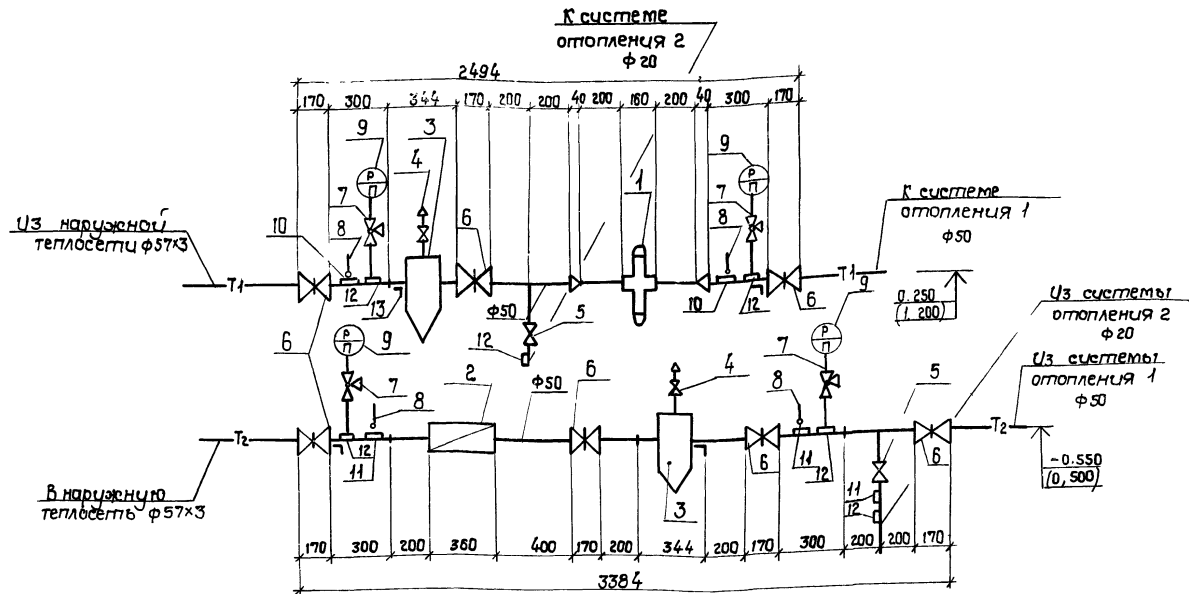 К системе
отопления 2
ф20
2494
170 300 344 170 200 200 40 200 160 200 40 300 170
9 3 9
4
Р
П
Р
П
7 1 7
К системе
отопления 1
ф50
Из наружной
теплосети ф57×3
10 8 6 8
Т1 Т1
12 13 ф50 5 10 12 6 9
0.250
(1.200)
Из системы
отопления 2
ф20
12
6
Р
П
9
Р
П
2 ф50 6 4 7 5
Из системы
отопления 1
ф50
7 8 8
Т2 Т2
12
11 6 11 12 6
-0.550
(0,500)
В наружную
теплосеть ф57×3
3 11
12
170 300 200 360 400 170 200 344 200 170 300 200 200 170
3384